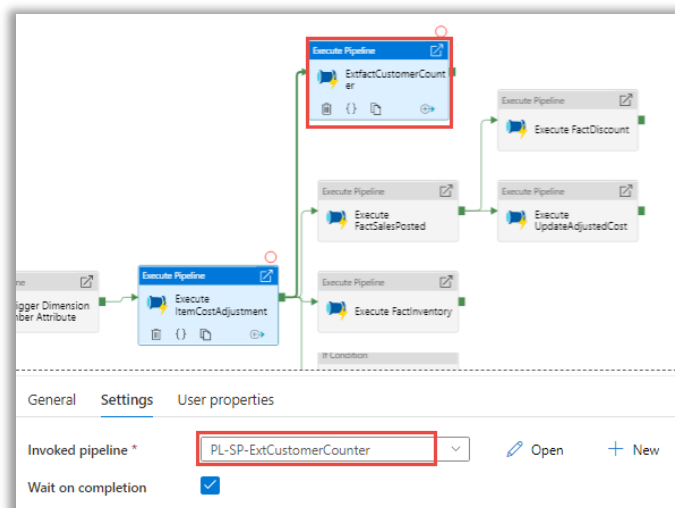 Execute Pipeline
ExtfactCustomerCount
er
Execute Pipeline
Execute FactDiscount
Execute Pipeline
Execute
FactSalesPosted
Execute Pipeline
Execute
UpdateAdjustedCost
Execute Pipeline
Execute
ItemCostAdjustment
ne
igger Dimension
ber Attribute
Execute Pipeline
Execute FactInventory
If Condition
General Settings User properties
Invoked pipeline *
PL-SP-ExtCustomerCounter
Open
New
Wait on completion